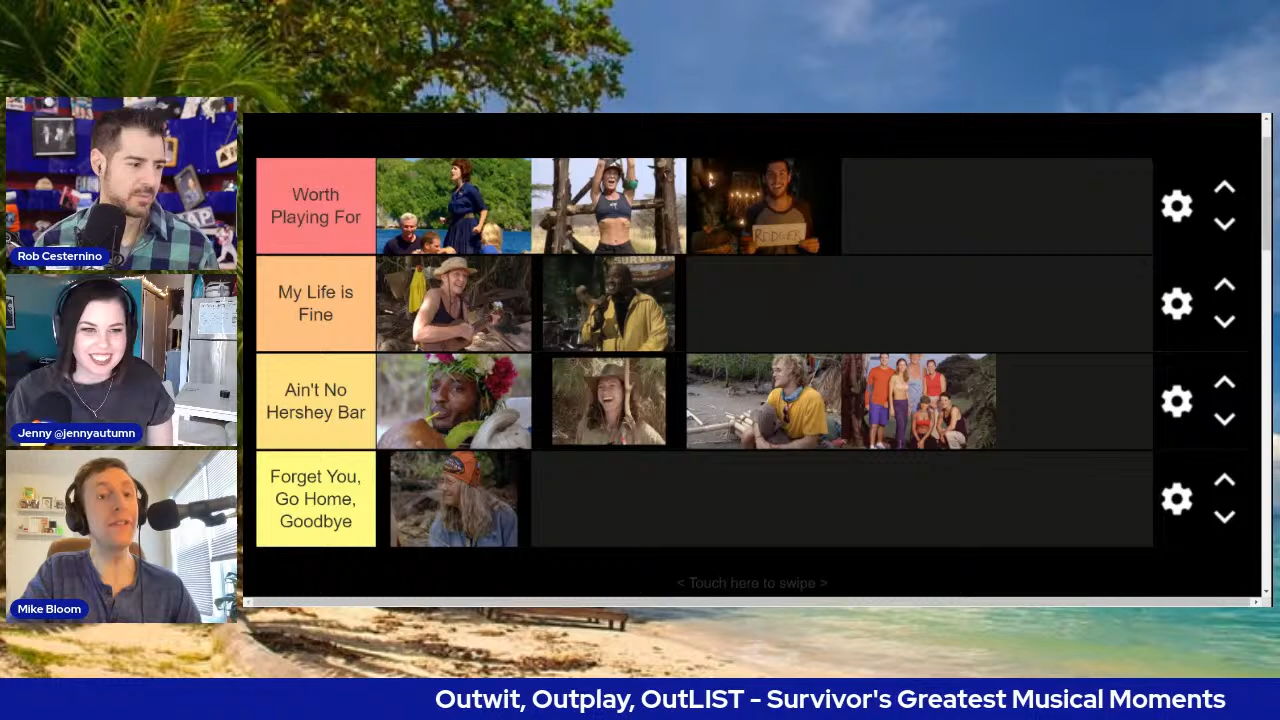 Rob Cesternino
Jenny @jennyautumn
Mike Bloom
Worth
Playing For
RODGER
My Life is
Fine
SURVIVOR
Ain't No
Hershey Bar
Forget You,
Go Home,
Goodbye
< Touch here to swipe >
Outwit, Outplay, OutLIST - Survivor's Greatest Musical Moments